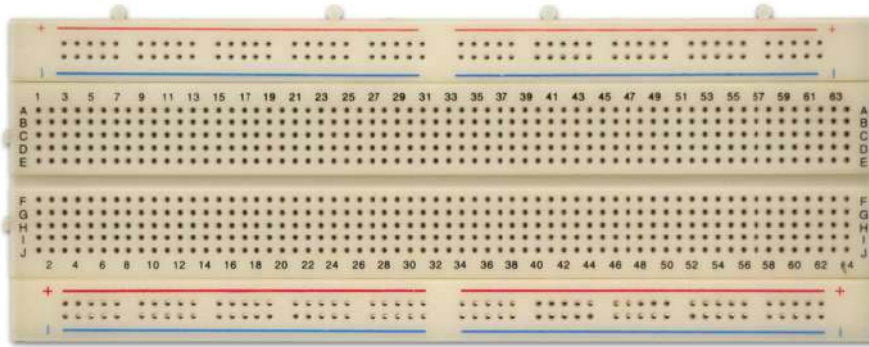 + +
- -
1 3 5 7 9 11 13 15 17 19 21 23 25 27 29 31 33 35 37 39 41 43 45 47 49 51 53 55 57 59 61 63
A A
B B
C C
D D
E E
F F
G G
H H
I I
J J
2 4 6 8 10 12 14 16 18 20 22 24 26 28 30 32 34 36 38 40 42 44 46 48 50 52 54 56 58 60 62 64
+ +
- -